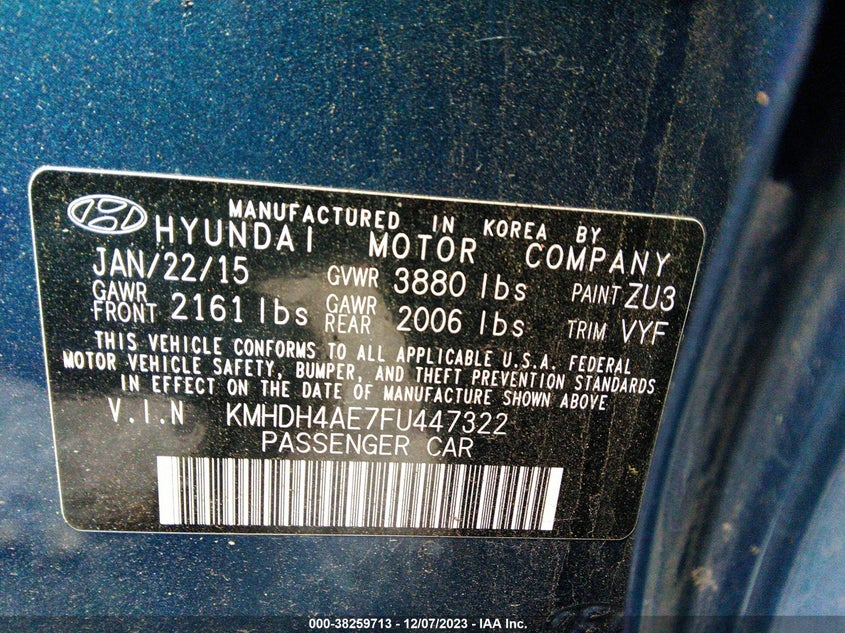 MANUFACTURED IN KOREA BY
HYUNDAI MOTOR COMPANY
JAN/22/15 GVWR 3880 lbs PAINT ZU3
GAWR FRONT 2161 lbs GAWR REAR 2006 lbs TRIM VYF
THIS VEHICLE CONFORMS TO ALL APPLICABLE U.S.A. FEDERAL
MOTOR VEHICLE SAFETY, BUMPER, AND THEFT PREVENTION STANDARDS
IN EFFECT ON THE DATE OF MANUFACTURE SHOWN ABOVE
V.I.N KMHDH4AE7FU447322
PASSENGER CAR
000-38259713 - 12/07/2023 - IAA Inc.